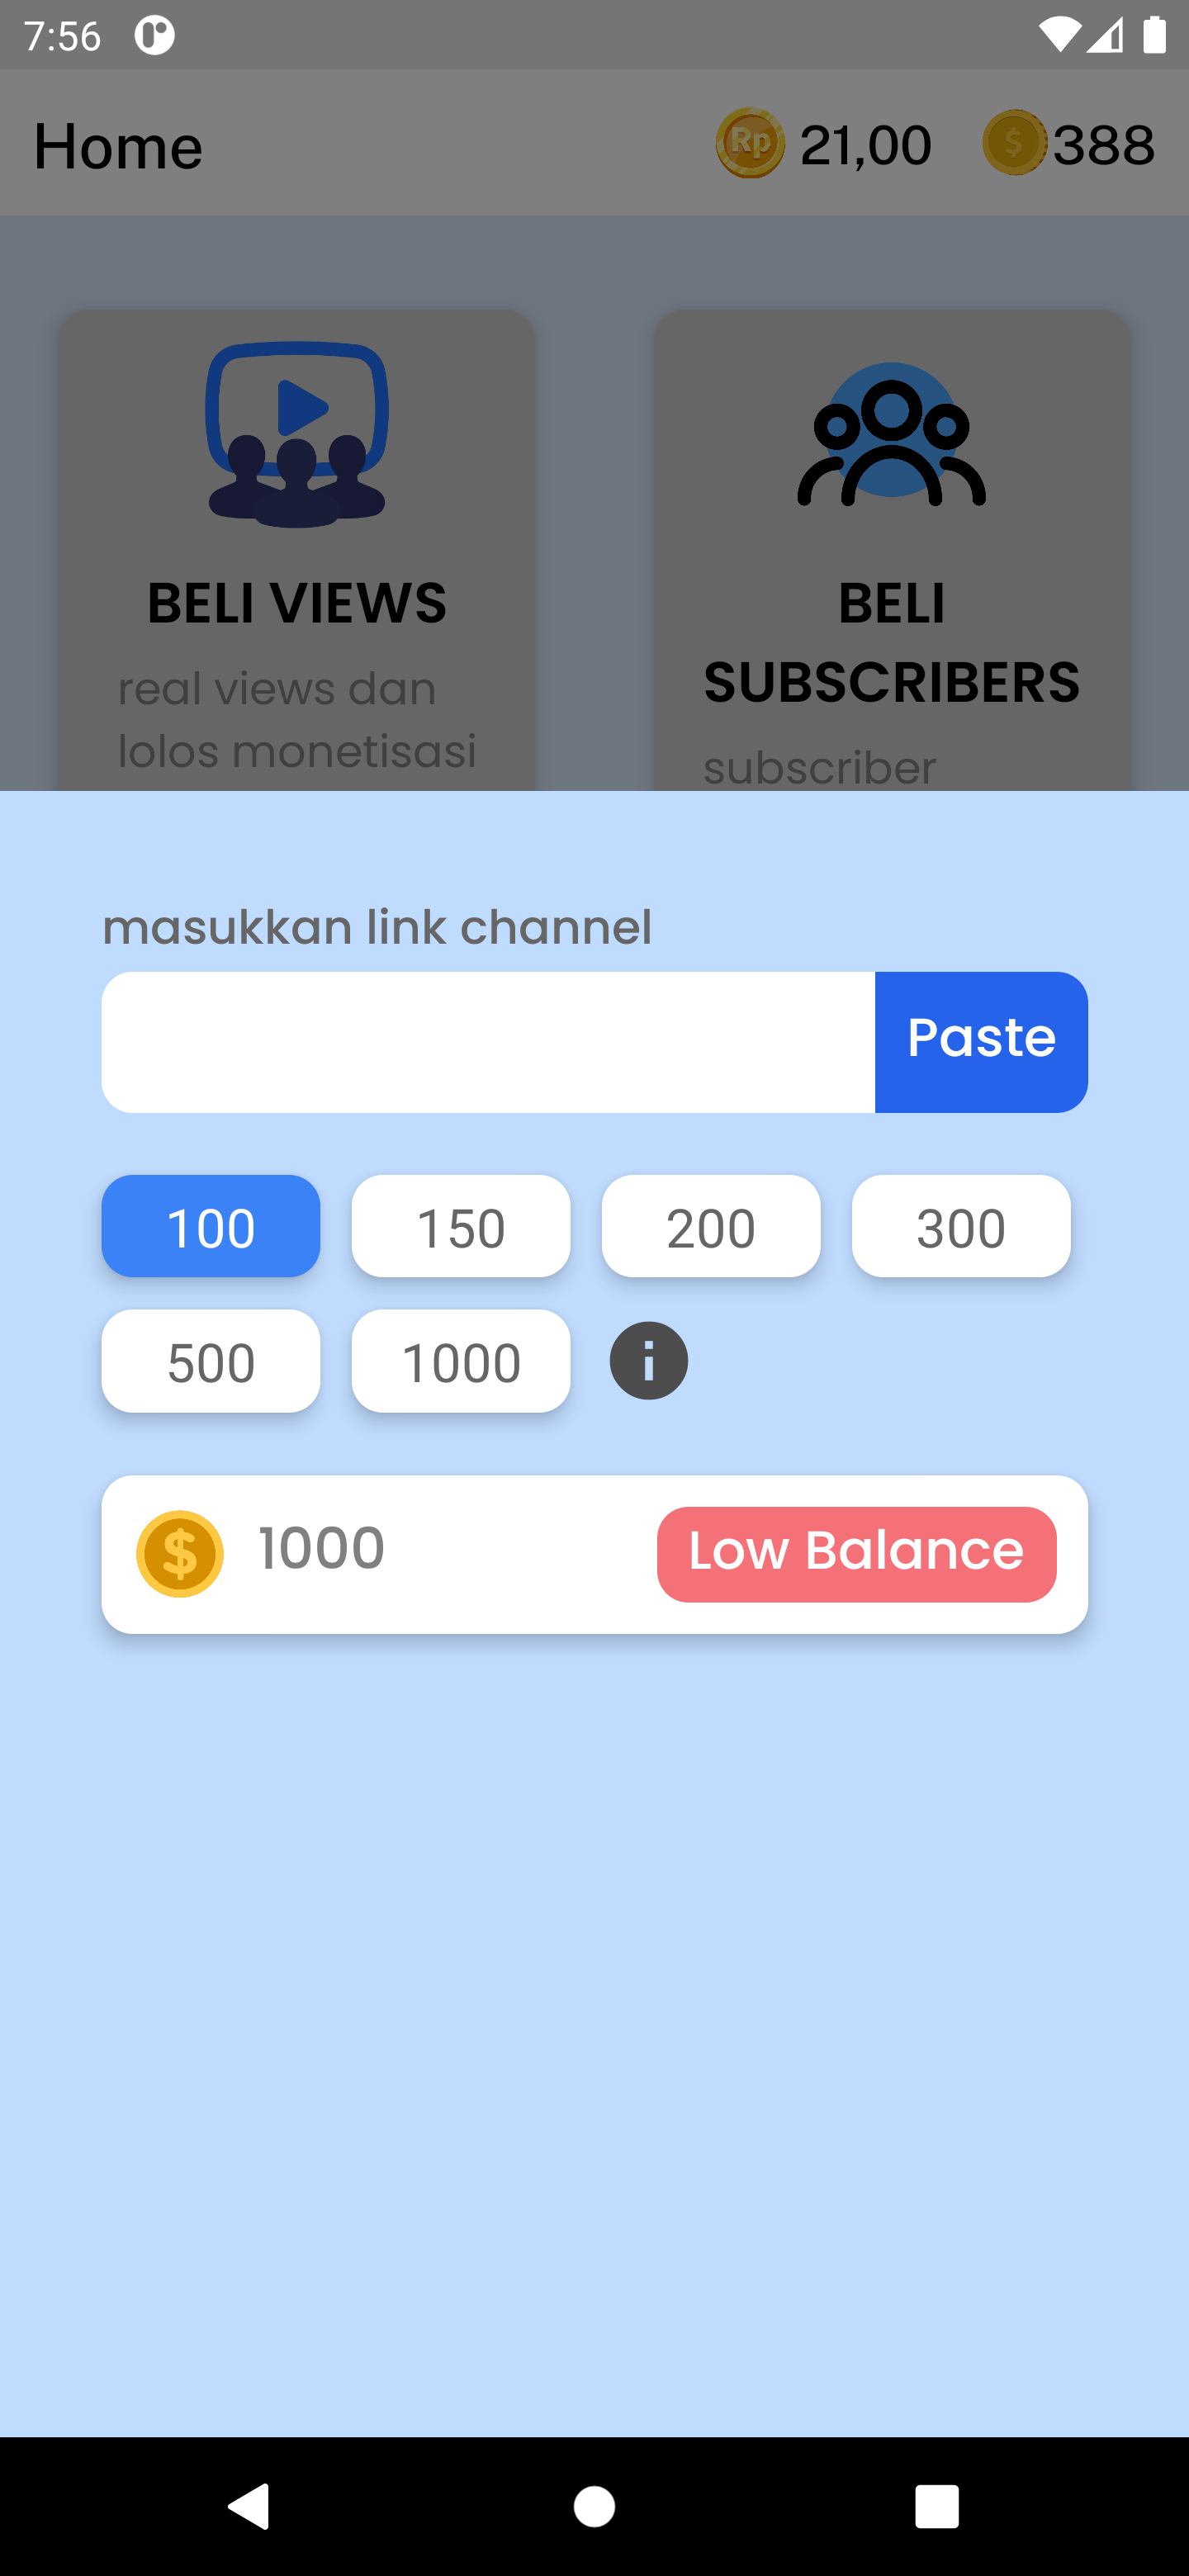 7:56
Home
Rp 21,00 $ 388
BELI VIEWS
real views dan
lolos monetisasi
BELI
SUBSCRIBERS
subscriber
masukkan link channel
Paste
100 150 200 300
500 1000 i
$ 1000 Low Balance